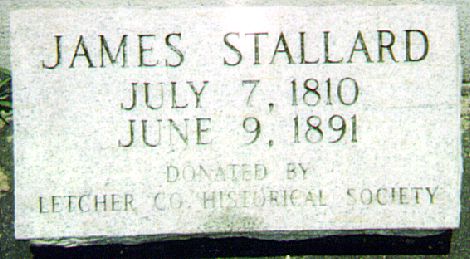 JAMES STALLARD
JULY 7, 1810
JUNE 9, 1891
DONATED BY
LETCHER CO. HISTORICAL SOCIETY